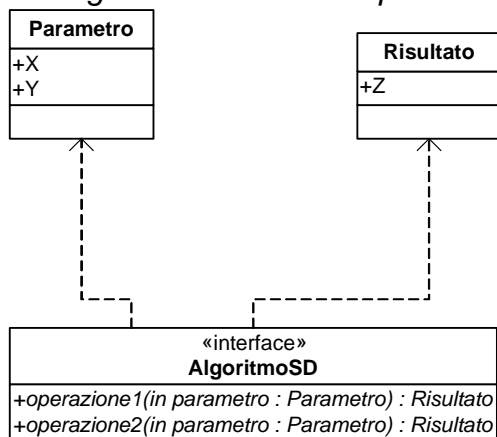 Parametro
+X
+Y
Risultato
+Z
«interface»
AlgoritmoSD
+operazione1(in parametro : Parametro) : Risultato
+operazione2(in parametro : Parametro) : Risultato